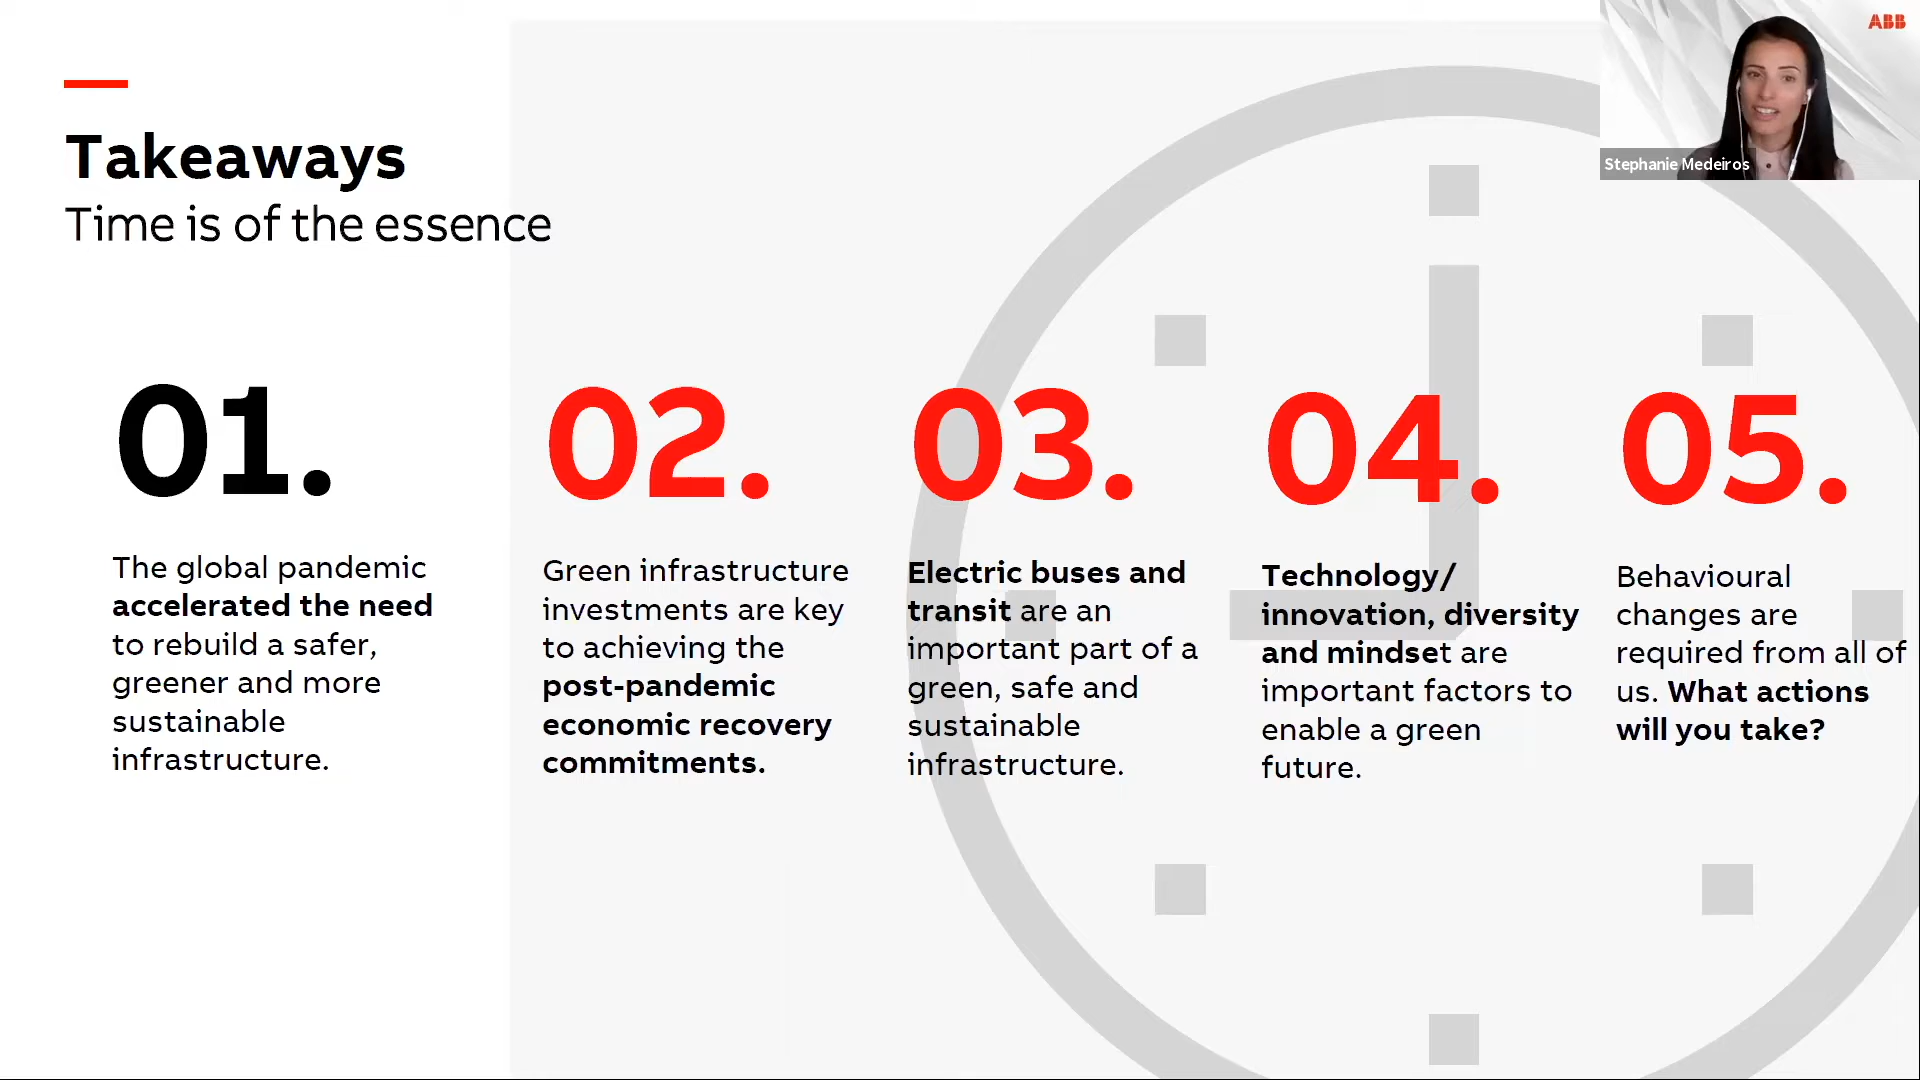 ABB
Stephanie Medeiros
Takeaways
Time is of the essence
01.
The global pandemic
accelerated the need
to rebuild a safer,
greener and more
sustainable
infrastructure.
02.
Green infrastructure
investments are key
to achieving the
post-pandemic
economic recovery
commitments.
03.
Electric buses and
transit are an
important part of a
green, safe and
sustainable
infrastructure.
04.
Technology/
innovation, diversity
and mindset are
important factors to
enable a green
future.
05.
Behavioural
changes are
required from all of
us. What actions
will you take?